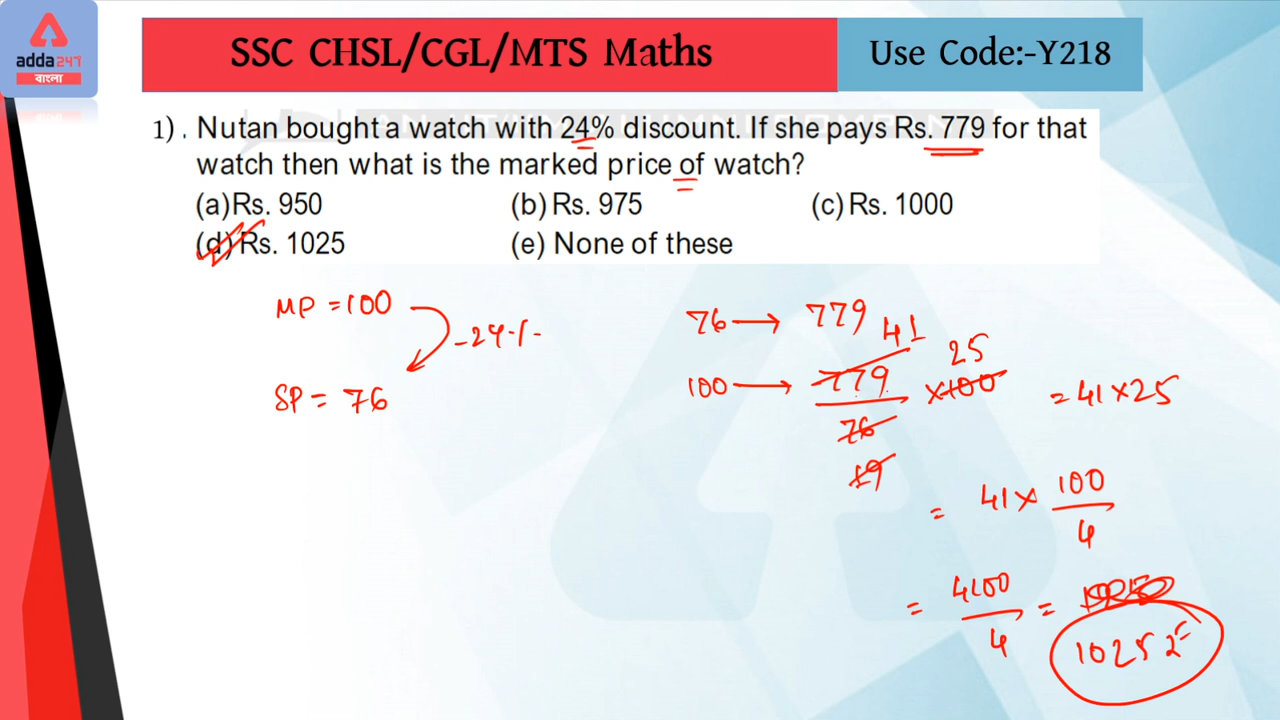 adda247
বাংলা
SSC CHSL/CGL/MTS Maths
Use Code:-Y218
1) . Nutan bought a watch with 24% discount. If she pays Rs. 779 for that
watch then what is the marked price of watch?
(a) Rs. 950 (b) Rs. 975 (c) Rs. 1000
(d) Rs. 1025 (e) None of these
MP = 100
-24%
SP = 76
76 → 779
41
25
100 → 779
76
×100
= 41 × 25
19
= 41 × 100
4
= 4100
4
=
1025